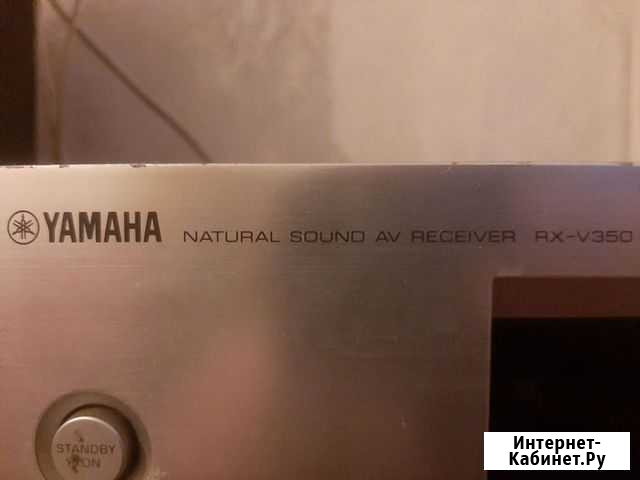 YAMAHA NATURAL SOUND AV RECEIVER RX-V350
STANDBY
/ON
Интернет-
Кабинет.Ру